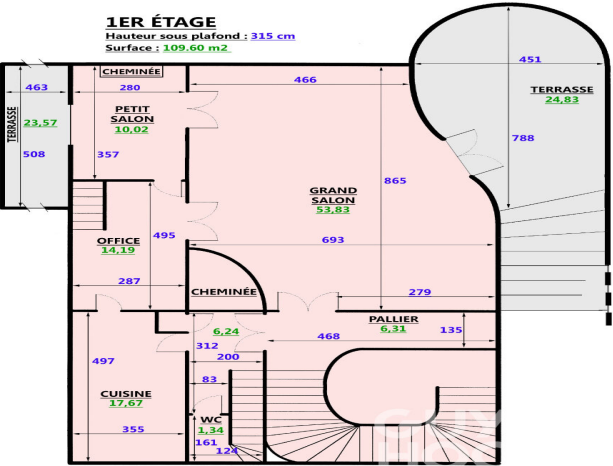 1ER ÉTAGE
Hauteur sous plafond : 315 cm
Surface : 109.60 m2
CHEMINÉE
463
280
466
451
TERRASSE
23,57
508
PETIT
SALON
10,02
357
TERRASSE
24,83
788
865
GRAND
SALON
53,83
693
495
OFFICE
14,19
287
CHEMINÉE
279
PALLIER
6,31
135
6,24
312
468
200
497
83
CUISINE
17,67
355
WC
1,34
161
124